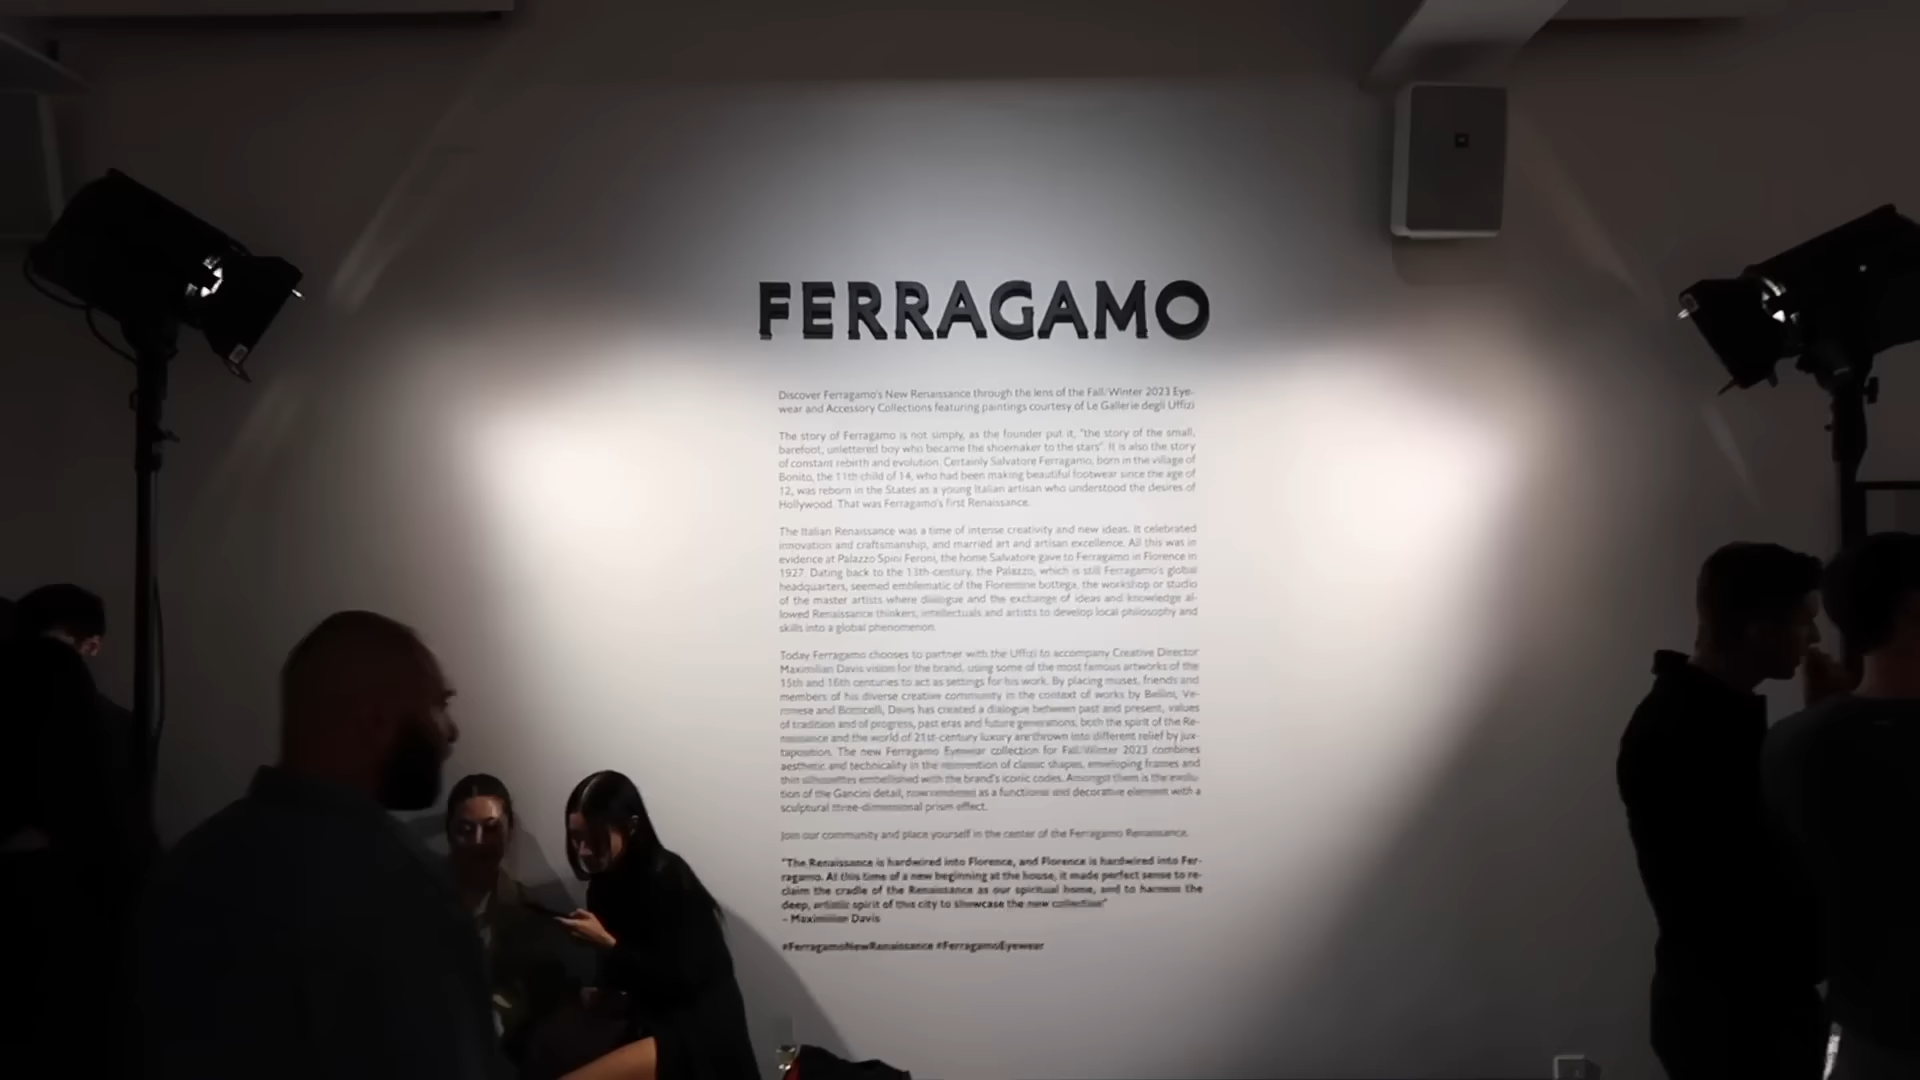 FERRAGAMO
Discover Ferragamo's New Renaissance through the lens of the Fall/Winter 2023 Eye-
wear and Accessory Collections featuring paintings courtesy of Le Gallerie degli Uffizi
The story of Ferragamo is not simply, as the founder put it, "the story of the small,
barefoot, unlettered boy who became the shoemaker to the stars". It is also the story
of constant rebirth and evolution. Certainly Salvatore Ferragamo, born in the village of
Bonito, the 11th child of 14, who had been making beautiful footwear since the age of
12, was reborn in the States as a young Italian artisan who understood the desires of
Hollywood. That was Ferragamo's first Renaissance.
The Italian Renaissance was a time of intense creativity and new ideas. It celebrated
innovation and craftsmanship, and married art and artisan excellence. All this was in
evidence at Palazzo Spini Feroni, the home Salvatore gave to Ferragamo in Florence in
1927. Dating back to the 13th-century, the Palazzo, which is still Ferragamo's global
headquarters, seemed emblematic of the Florentine bottega, the workshop or studio
of the master artists where dialogue and the exchange of ideas and knowledge al-
lowed Renaissance thinkers, intellectuals and artists to develop local philosophy and
skills into a global phenomenon.
Today Ferragamo chooses to partner with the Uffizi to accompany Creative Director
Maximilian Davis vision for the brand, using some of the most famous artworks of the
15th and 16th centuries to act as settings for his work. By placing muses, friends and
members of his diverse creative community in the context of works by Bellini, Ve-
ronese and Botticelli, Davis has created a dialogue between past and present, values
of tradition and of progress, past eras and future generations, both the spirit of the Re-
naissance and the world of 21st-century luxury are thrown into different relief by jux-
taposition. The new Ferragamo Eyewear collection for Fall/Winter 2023 combines
aesthetic and technicality in the reinvention of classic shapes, enveloping frames and
thin silhouettes embellished with the brand's iconic codes. Amongst them is the evolu-
tion of the Gancini detail, now rendered as a functional and decorative element with a
sculptural three-dimensional prism effect.
Join our community and place yourself in the center of the Ferragamo Renaissance.
"The Renaissance is hardwired into Florence, and Florence is hardwired into Fer-
ragamo. At this time of a new beginning at the house, it made perfect sense to re-
claim the cradle of the Renaissance as our spiritual home, and to harness the
deep, artistic spirit of this city to showcase the new collection"
– Maximilian Davis
#FerragamoNewRenaissance #FerragamoEyewear